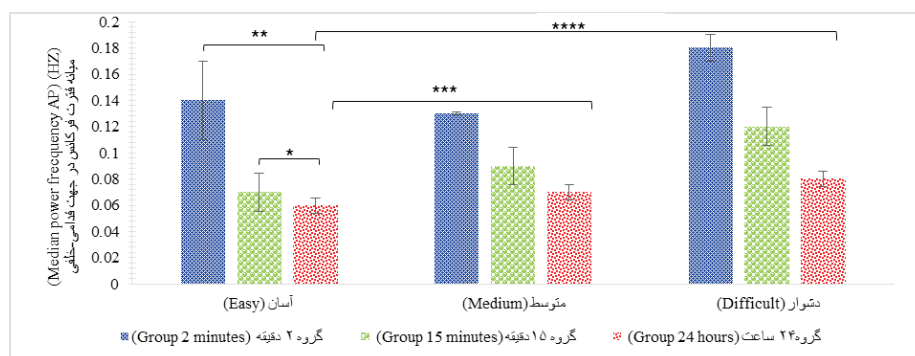 (Median power frecquency AP) (HZ)
میانه فرکانس قدرت در جهت قدامی-خلفی
0.2
0.18
0.16
0.14
0.12
0.1
0.08
0.06
0.04
0.02
0
**
****
***
*
آسان (Easy)
متوسط (Medium)
دشوار (Difficult)
گروه ۲ دقیقه (Group 2 minutes)
گروه ۱۵ دقیقه (Group 15 minutes)
گروه ۲۴ ساعت (Group 24 hours)